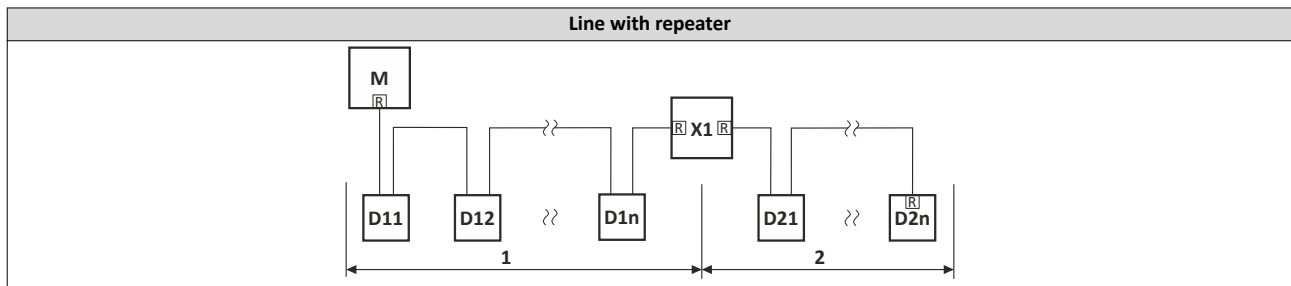 Line with repeater
M
R
R X1 R
D11 D12 D1n D21 R D2n
1 2